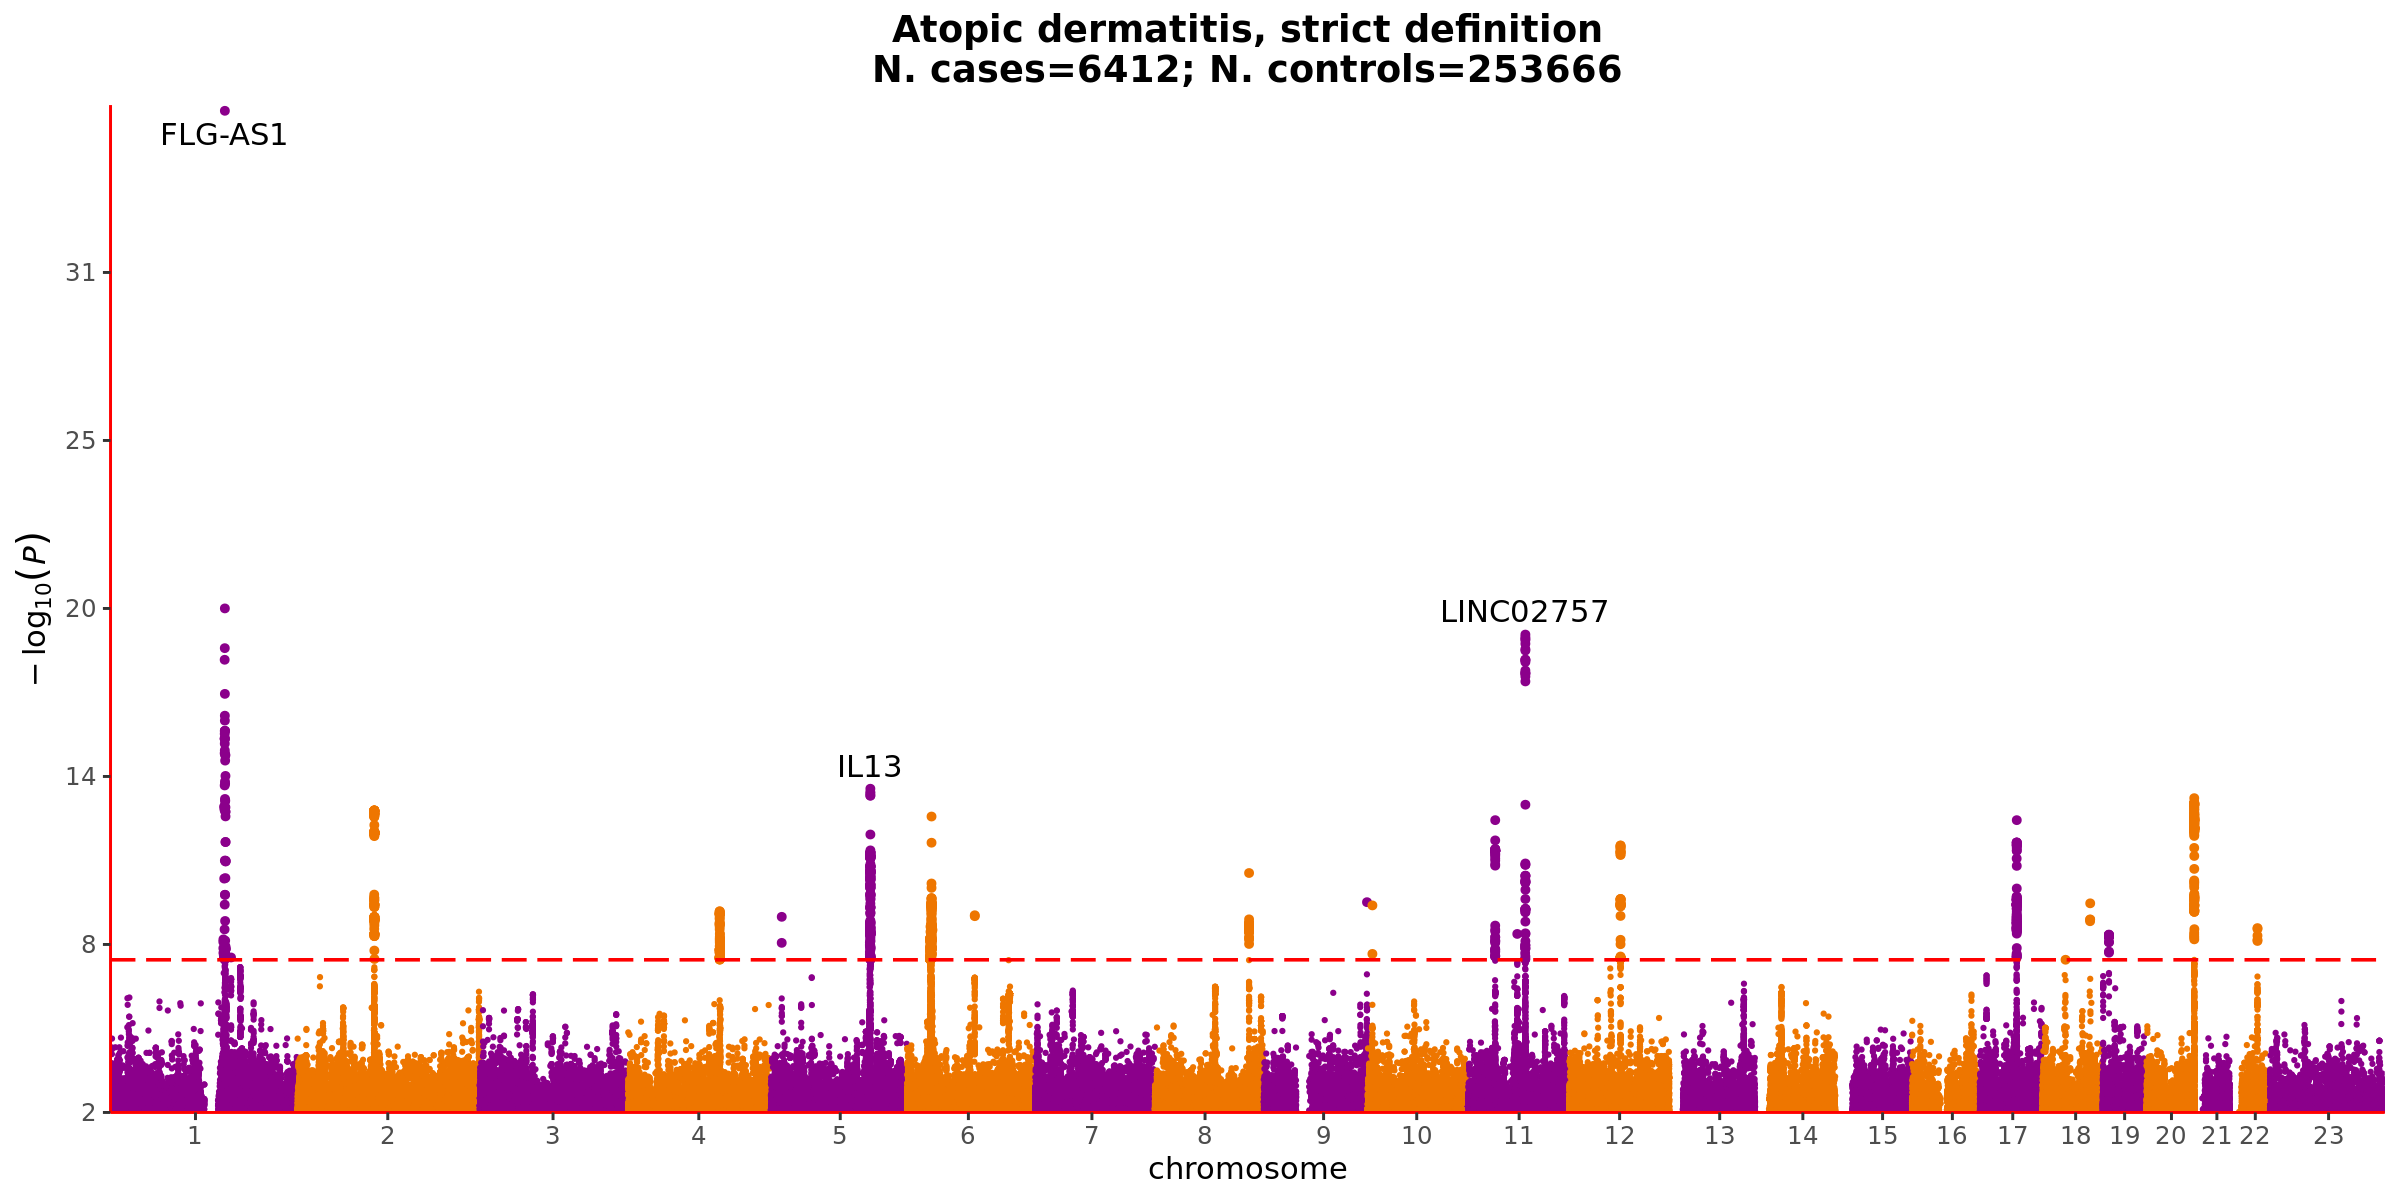 Atopic dermatitis, strict definition
N. cases=6412; N. controls=253666
FLG-AS1
31
25
20
LINC02757
IL13
14
8
2
− log10(P)
1 2 3 4 5 6 7 8 9 10 11 12 13 14 15 16 17 18 19 20 21 22 23
chromosome